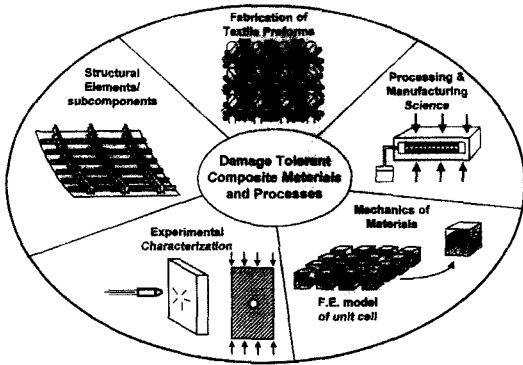 Fabrication of
Textile Preforms
Processing &
Manufacturing
Science
Structural
Elements/
subcomponents
Damage Tolerant
Composite Materials
and Processes
Experimental
Characterization
Mechanics of
Materials
F.E. model
of unit cell